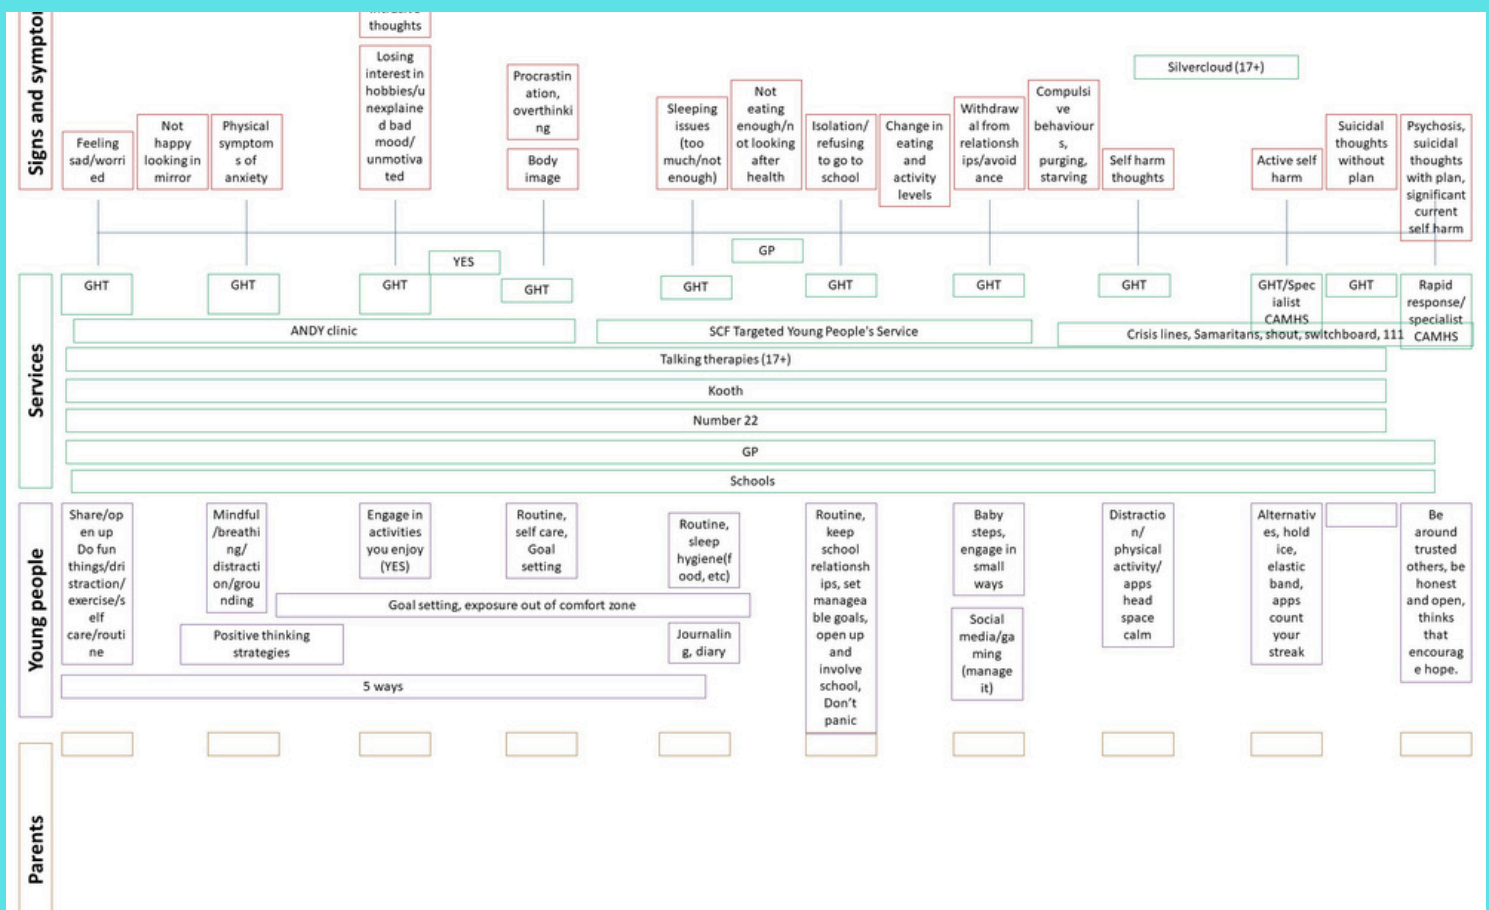 Signs and sympto
thoughts
Losing
interest in
hobbies/u
nexplaine
d bad
mood/
unmotiva
ted
Feeling
sad/worri
ed
Not
happy
looking in
mirror
Physical
symptom
s of
anxiety
Procrastin
ation,
overthinki
ng
Body
image
Sleeping
issues
(too
much/not
enough)
Not
eating
enough/n
ot looking
after
health
Isolation/
refusing
to go to
school
Change in
eating
and
activity
levels
Withdraw
al from
relationsh
ips/avoid
ance
Compulsi
ve
behaviour
s,
purging,
starving
Self harm
thoughts
Silvercloud (17+)
Active self
harm
Suicidal
thoughts
without
plan
Psychosis,
suicidal
thoughts
with plan,
significant
current
self harm
Services
YES
GP
GHT
GHT
GHT
GHT
GHT
GHT
GHT
GHT
GHT/Spec
ialist
CAMHS
GHT
Rapid
response/
specialist
CAMHS
ANDY clinic
SCF Targeted Young People's Service
Crisis lines, Samaritans, shout, switchboard, 111
Talking therapies (17+)
Kooth
Number 22
GP
Schools
Young people
Share/op
en up
Do fun
things/dri
straction/
exercise/s
elf
care/routi
ne
Mindful
/breathi
ng/
distracti
on/grou
nding
Engage in
activities
you enjoy
(YES)
Routine,
self care,
Goal
setting
Routine,
sleep
hygiene(f
ood, etc)
Goal setting, exposure out of comfort zone
Positive thinking
strategies
Journalin
g, diary
5 ways
Routine,
keep
school
relationsh
ips, set
managea
ble goals,
open up
and
involve
school,
Don't
panic
Baby
steps,
engage in
small
ways
Social
media/ga
ming
(manage
it)
Distractio
n/
physical
activity/
apps
head
space
calm
Alternativ
es, hold
ice,
elastic
band,
apps
count
your
streak
Be
around
trusted
others, be
honest
and open,
thinks
that
encourag
e hope.
Parents